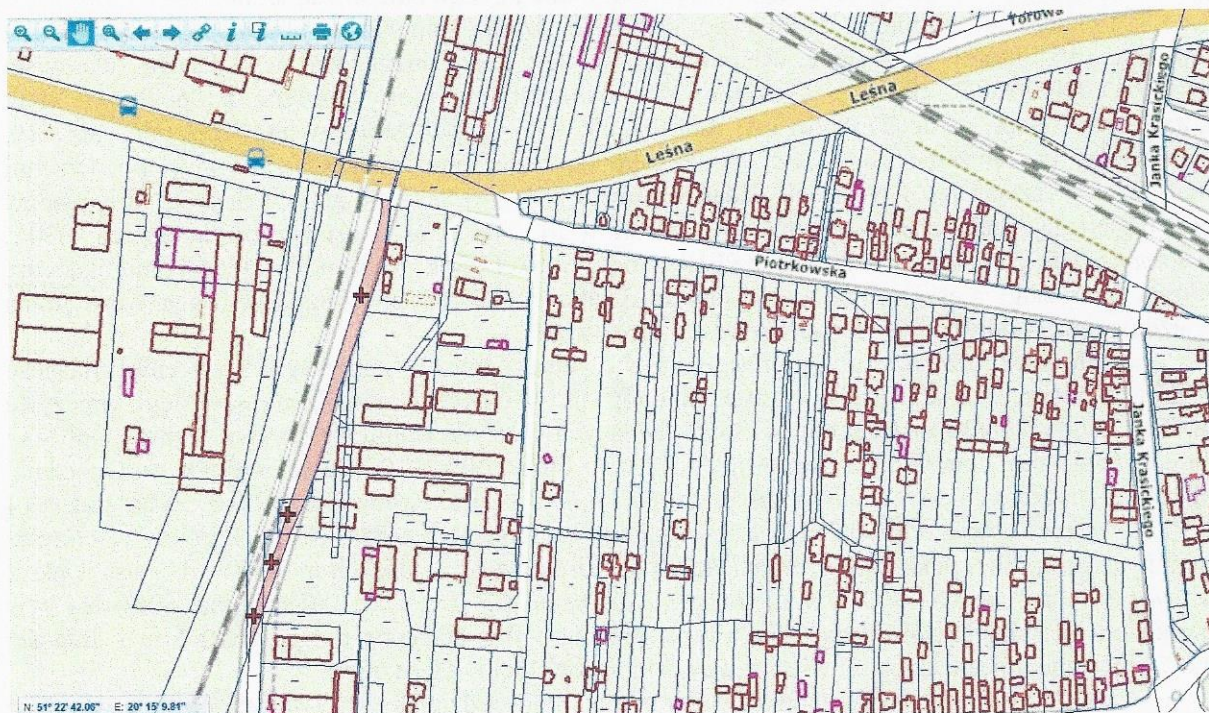 Torowa
Leśna
Janka Krasickiego
Leśna
Piotrkowska
Janka Krasickiego
N: 51° 22' 42.06" E: 20° 15' 9.81"